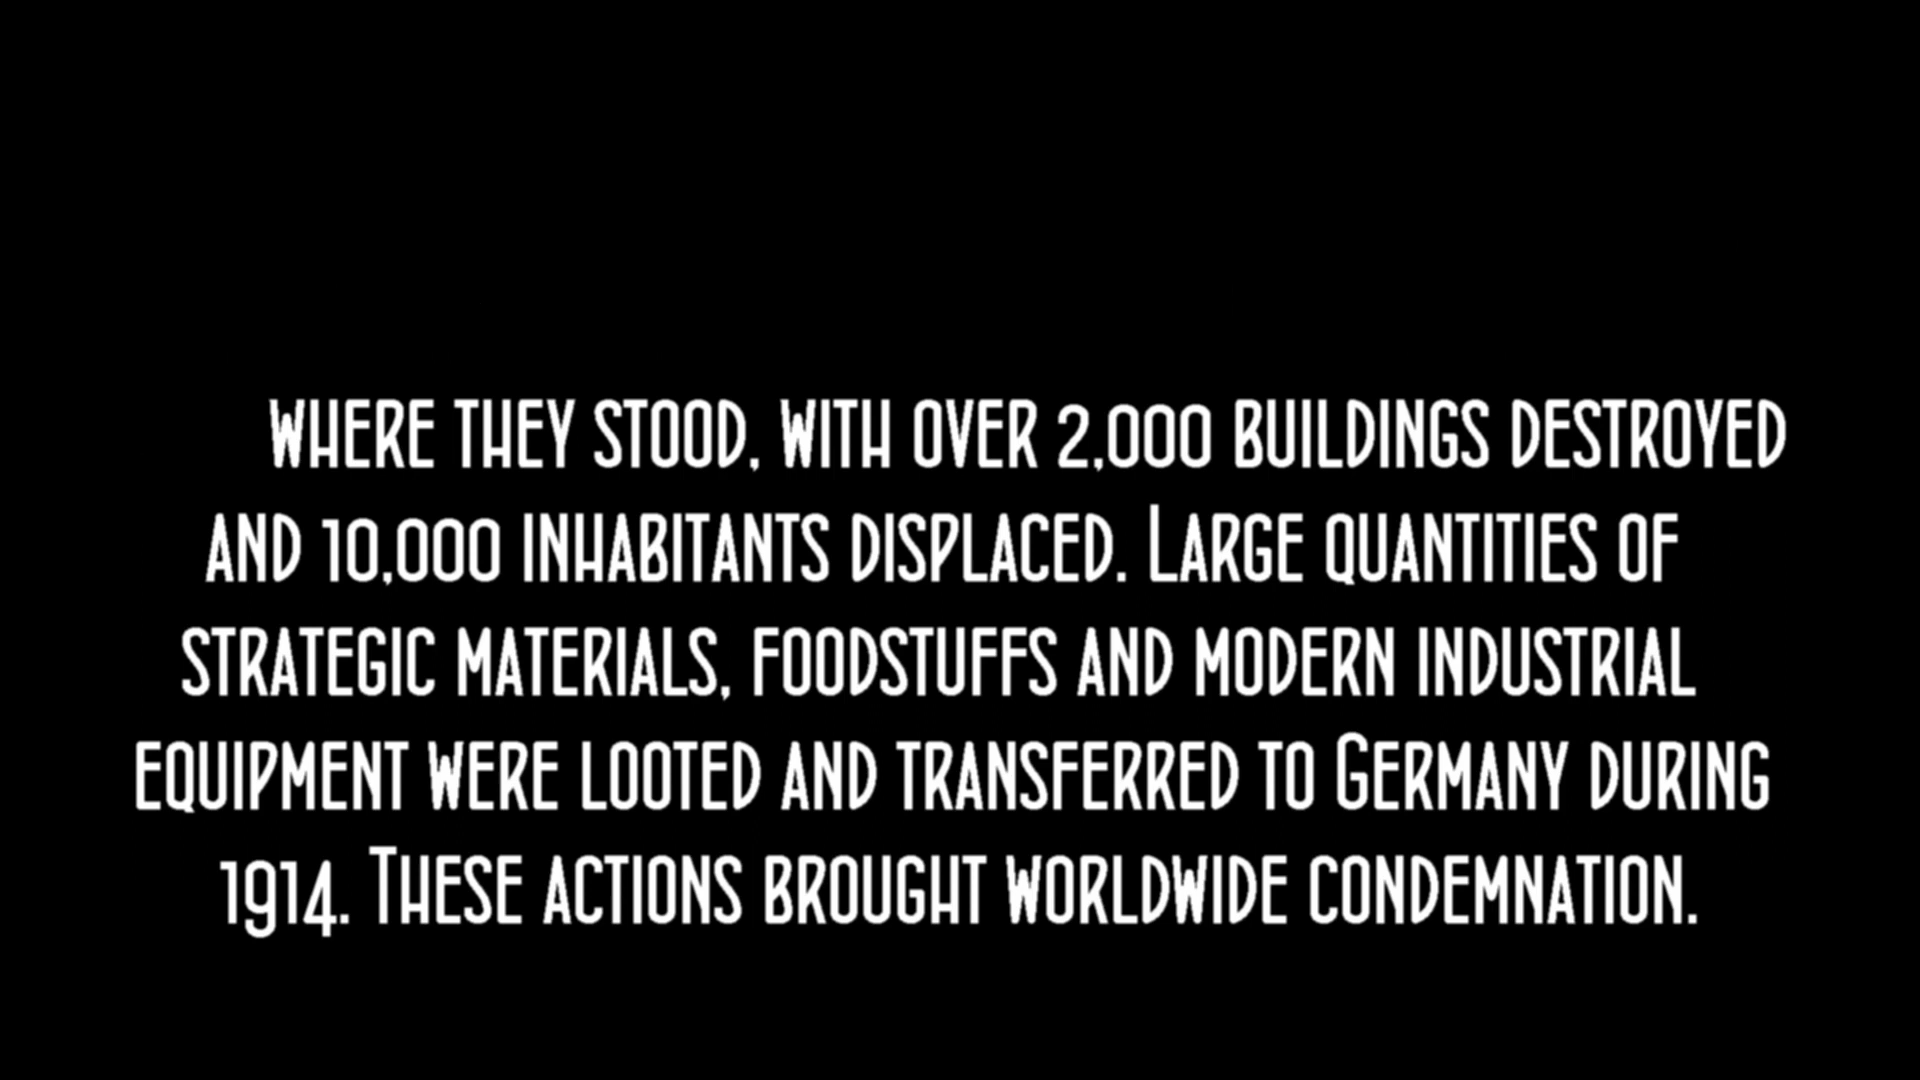 where they stood, with over 2,000 buildings destroyed
and 10,000 inhabitants displaced. Large quantities of
strategic materials, foodstuffs and modern industrial
equipment were looted and transferred to Germany during
1914. These actions brought worldwide condemnation.